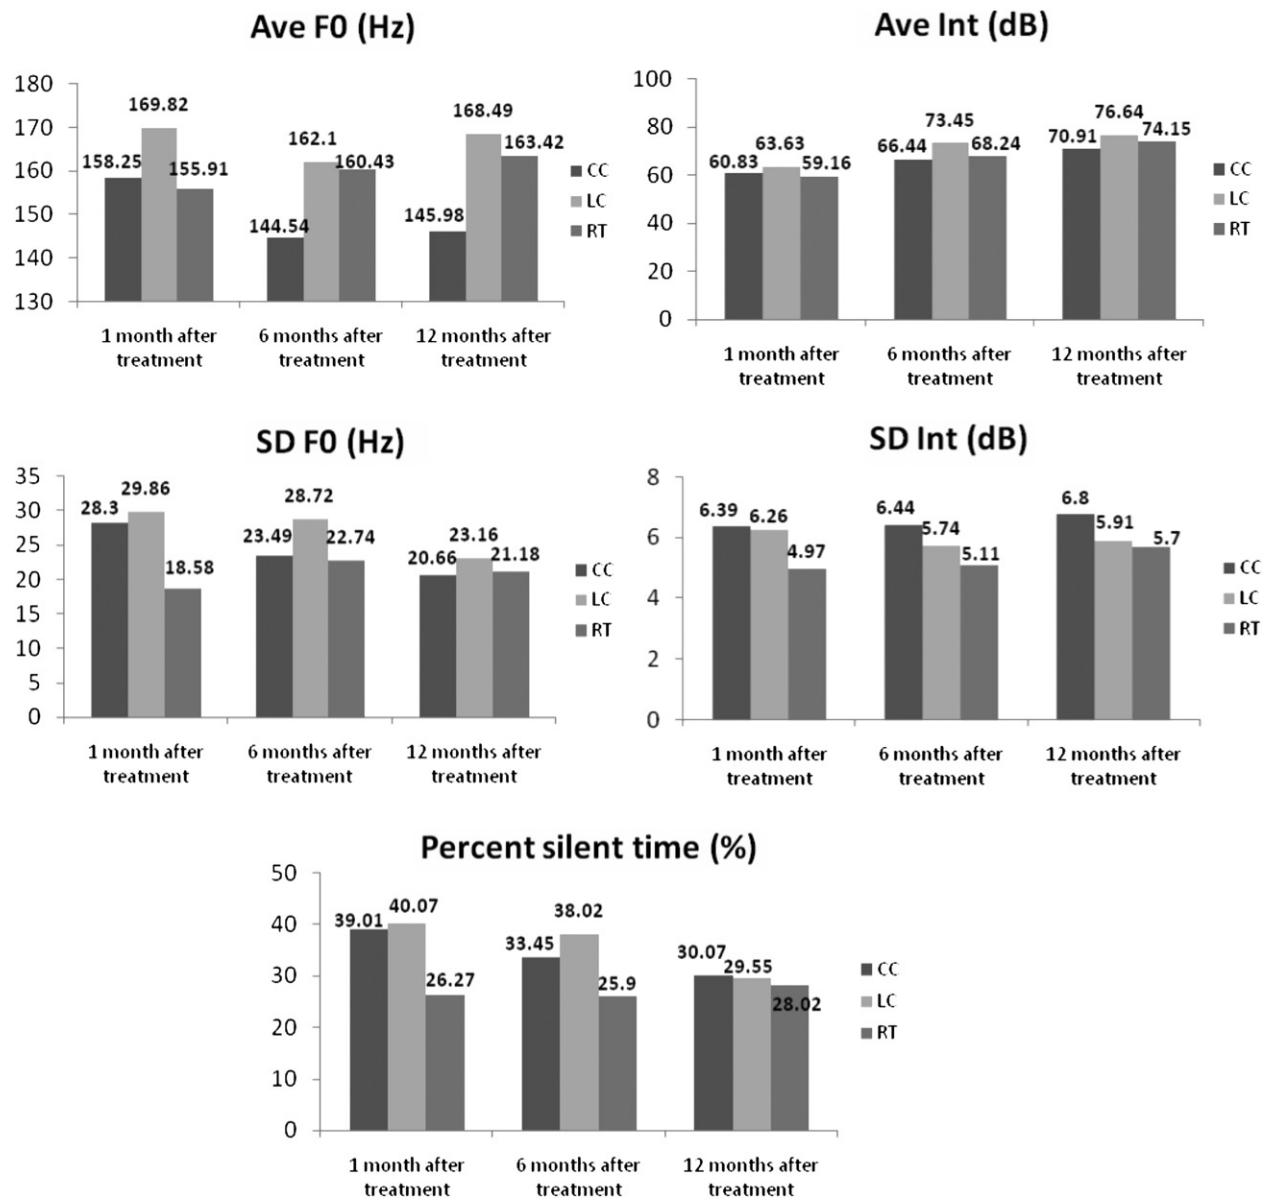 Ave F0 (Hz)
180
170
160
150
140
130
169.82
158.25
155.91
162.1
160.43
144.54
168.49
163.42
145.98
CC
LC
RT
1 month after
treatment
6 months after
treatment
12 months after
treatment
Ave Int (dB)
100
80
60
40
20
0
60.83
63.63
59.16
66.44
73.45
68.24
70.91
76.64
74.15
CC
LC
RT
1 month after
treatment
6 months after
treatment
12 months after
treatment
SD F0 (Hz)
35
30
25
20
15
10
5
0
28.3
29.86
18.58
23.49
28.72
22.74
20.66
23.16
21.18
CC
LC
RT
1 month after
treatment
6 months after
treatment
12 months after
treatment
SD Int (dB)
8
6
4
2
0
6.39
6.26
4.97
6.44
5.74
5.11
6.8
5.91
5.7
CC
LC
RT
1 month after
treatment
6 months after
treatment
12 months after
treatment
Percent silent time (%)
50
40
30
20
10
0
39.01
40.07
26.27
33.45
38.02
25.9
30.07
29.55
28.02
CC
LC
RT
1 month after
treatment
6 months after
treatment
12 months after
treatment